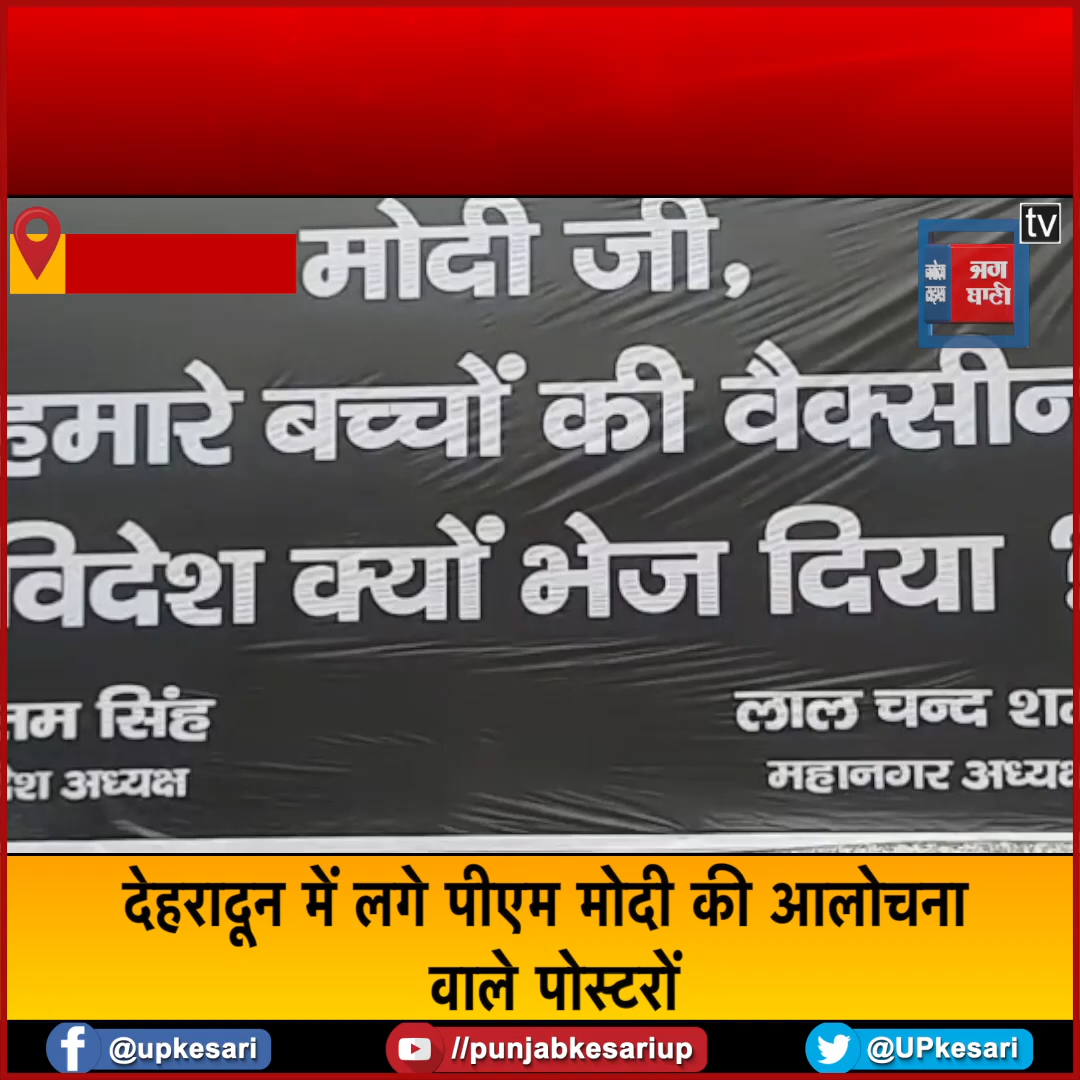 tv
मोदी जी,
हमारे बच्चों की वैक्सीन
विदेश क्यों भेज दिया ?
सिंह
लाल चन्द
अध्यक्ष
महानगर
देहरादून में लगे पीएम मोदी की आलोचना
वाले पोस्टरों
@upkesari
//punjabkesariup
@UPkesari